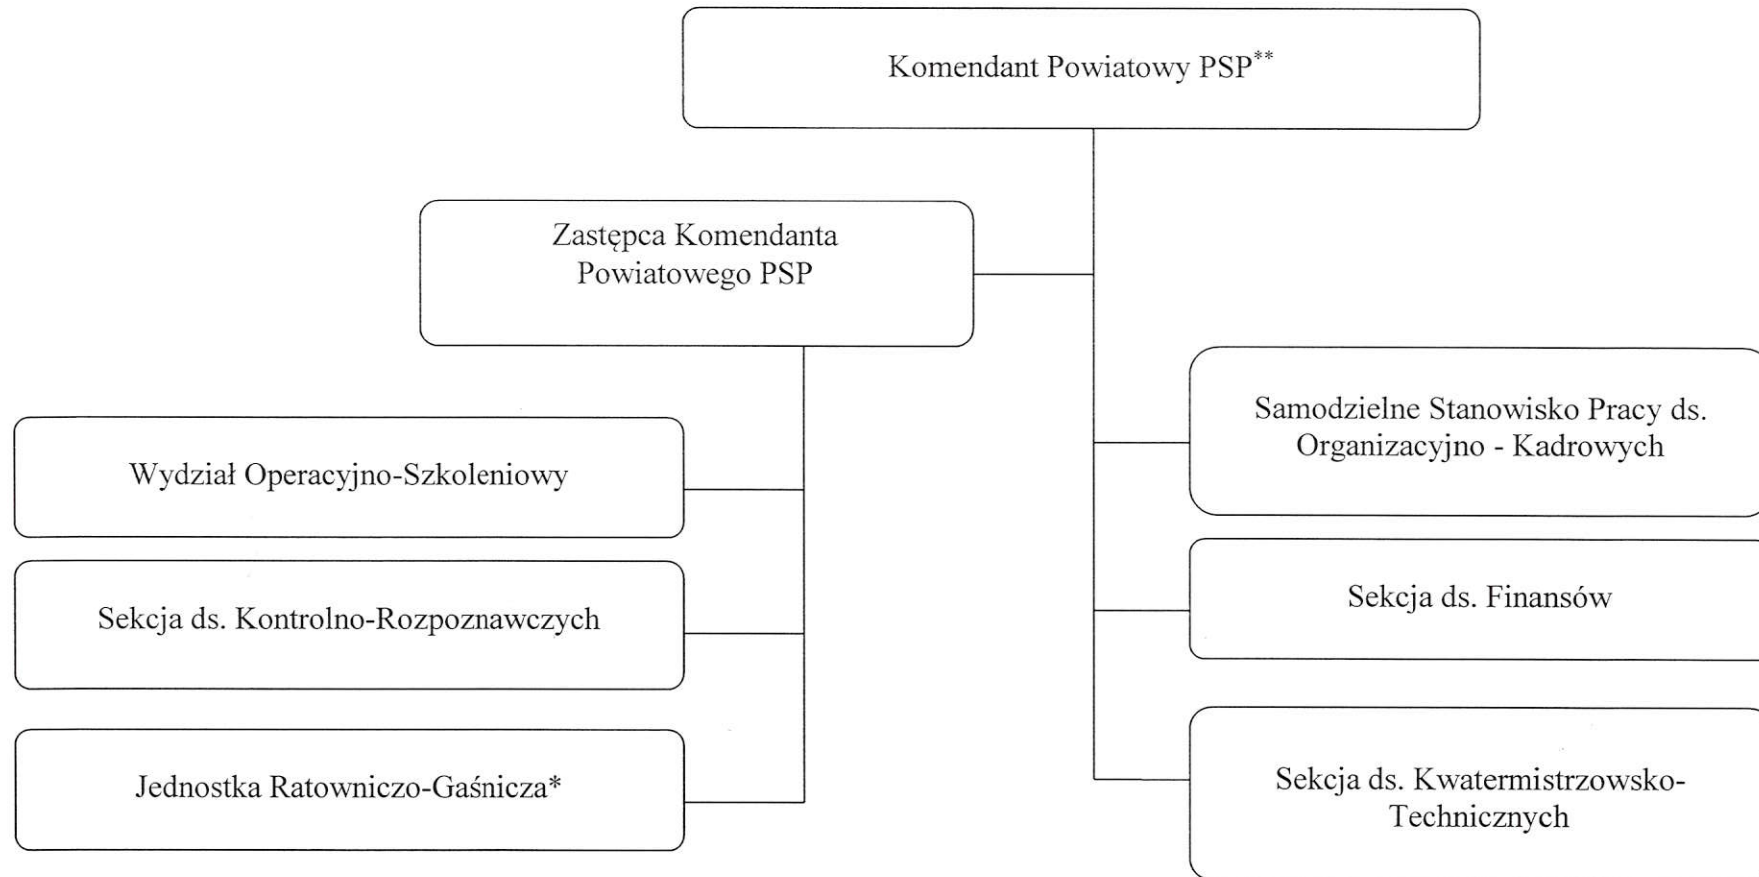 Komendant Powiatowy PSP**
Zastępca Komendanta
Powiatowego PSP
Wydział Operacyjno-Szkoleniowy
Sekcja ds. Kontrolno-Rozpoznawczych
Jednostka Ratowniczo-Gaśnicza*
Samodzielne Stanowisko Pracy ds.
Organizacyjno - Kadrowych
Sekcja ds. Finansów
Sekcja ds. Kwatermistrzowsko-
Technicznych